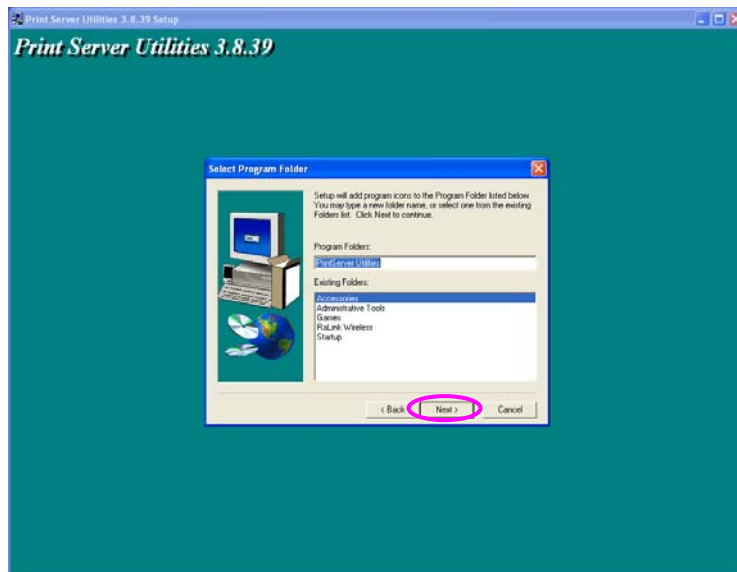 Print Server Utilities 3.8.39 Setup
Print Server Utilities 3.8.39
Select Program Folder
Setup will add program icons to the Program Folder listed below.
You may type a new folder name, or select one from the existing
Folders list. Click Next to continue.
Program Folders:
PrintServer Utilities
Existing Folders:
Accessories
Administrative Tools
Games
RaLink Wireless
Startup
< Back
Next >
Cancel